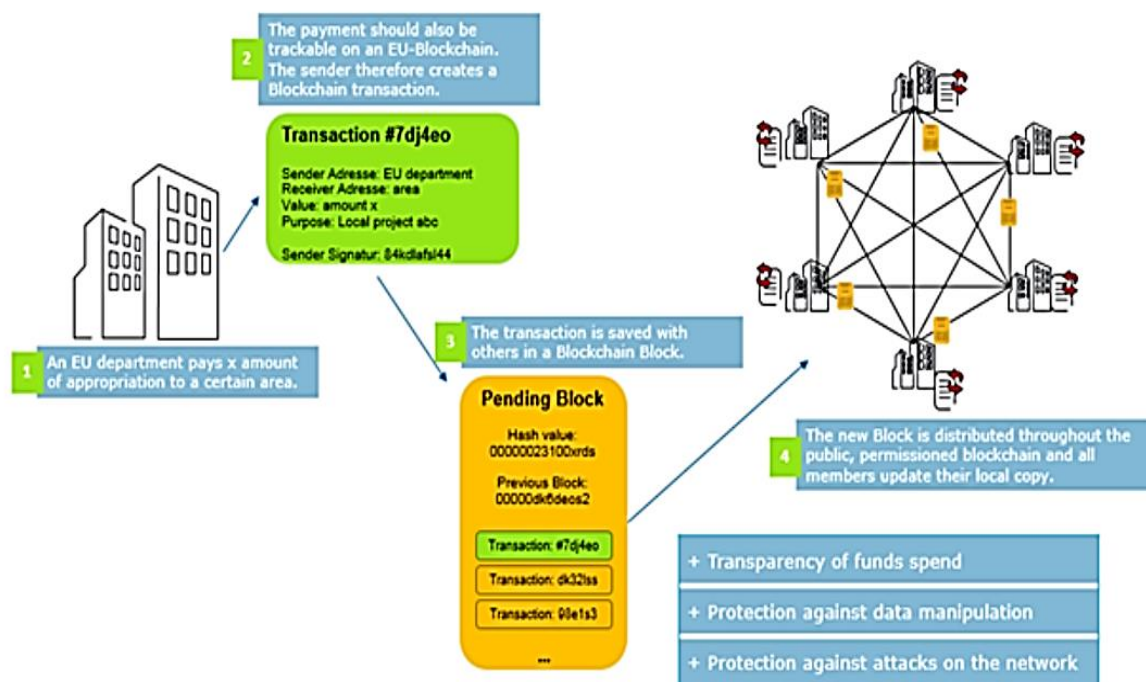 2
The payment should also be
trackable on an EU-Blockchain.
The sender therefore creates a
Blockchain transaction.
Transaction #7dj4eo
Sender Adresse: EU department
Receiver Adresse: area
Value: amount x
Purpose: Local project abc
Sender Signatur: 84kdlafsl44
1
An EU department pays x amount
of appropriation to a certain area.
3
The transaction is saved with
others in a Blockchain Block.
Pending Block
Hash value:
00000023100xrds
Previous Block:
00000dk6deos2
Transaction: #7dj4eo
Transaction: dk32lss
Transaction: 98e1s3
...
4
The new Block is distributed throughout the
public, permissioned blockchain and all
members update their local copy.
+ Transparency of funds spend
+ Protection against data manipulation
+ Protection against attacks on the network